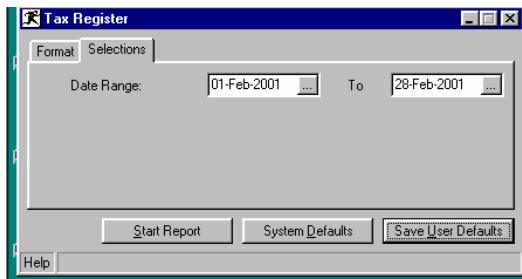 Tax Register
Format Selections
Date Range: 01-Feb-2001 ... To 28-Feb-2001 ...
Start Report System Defaults Save User Defaults
Help